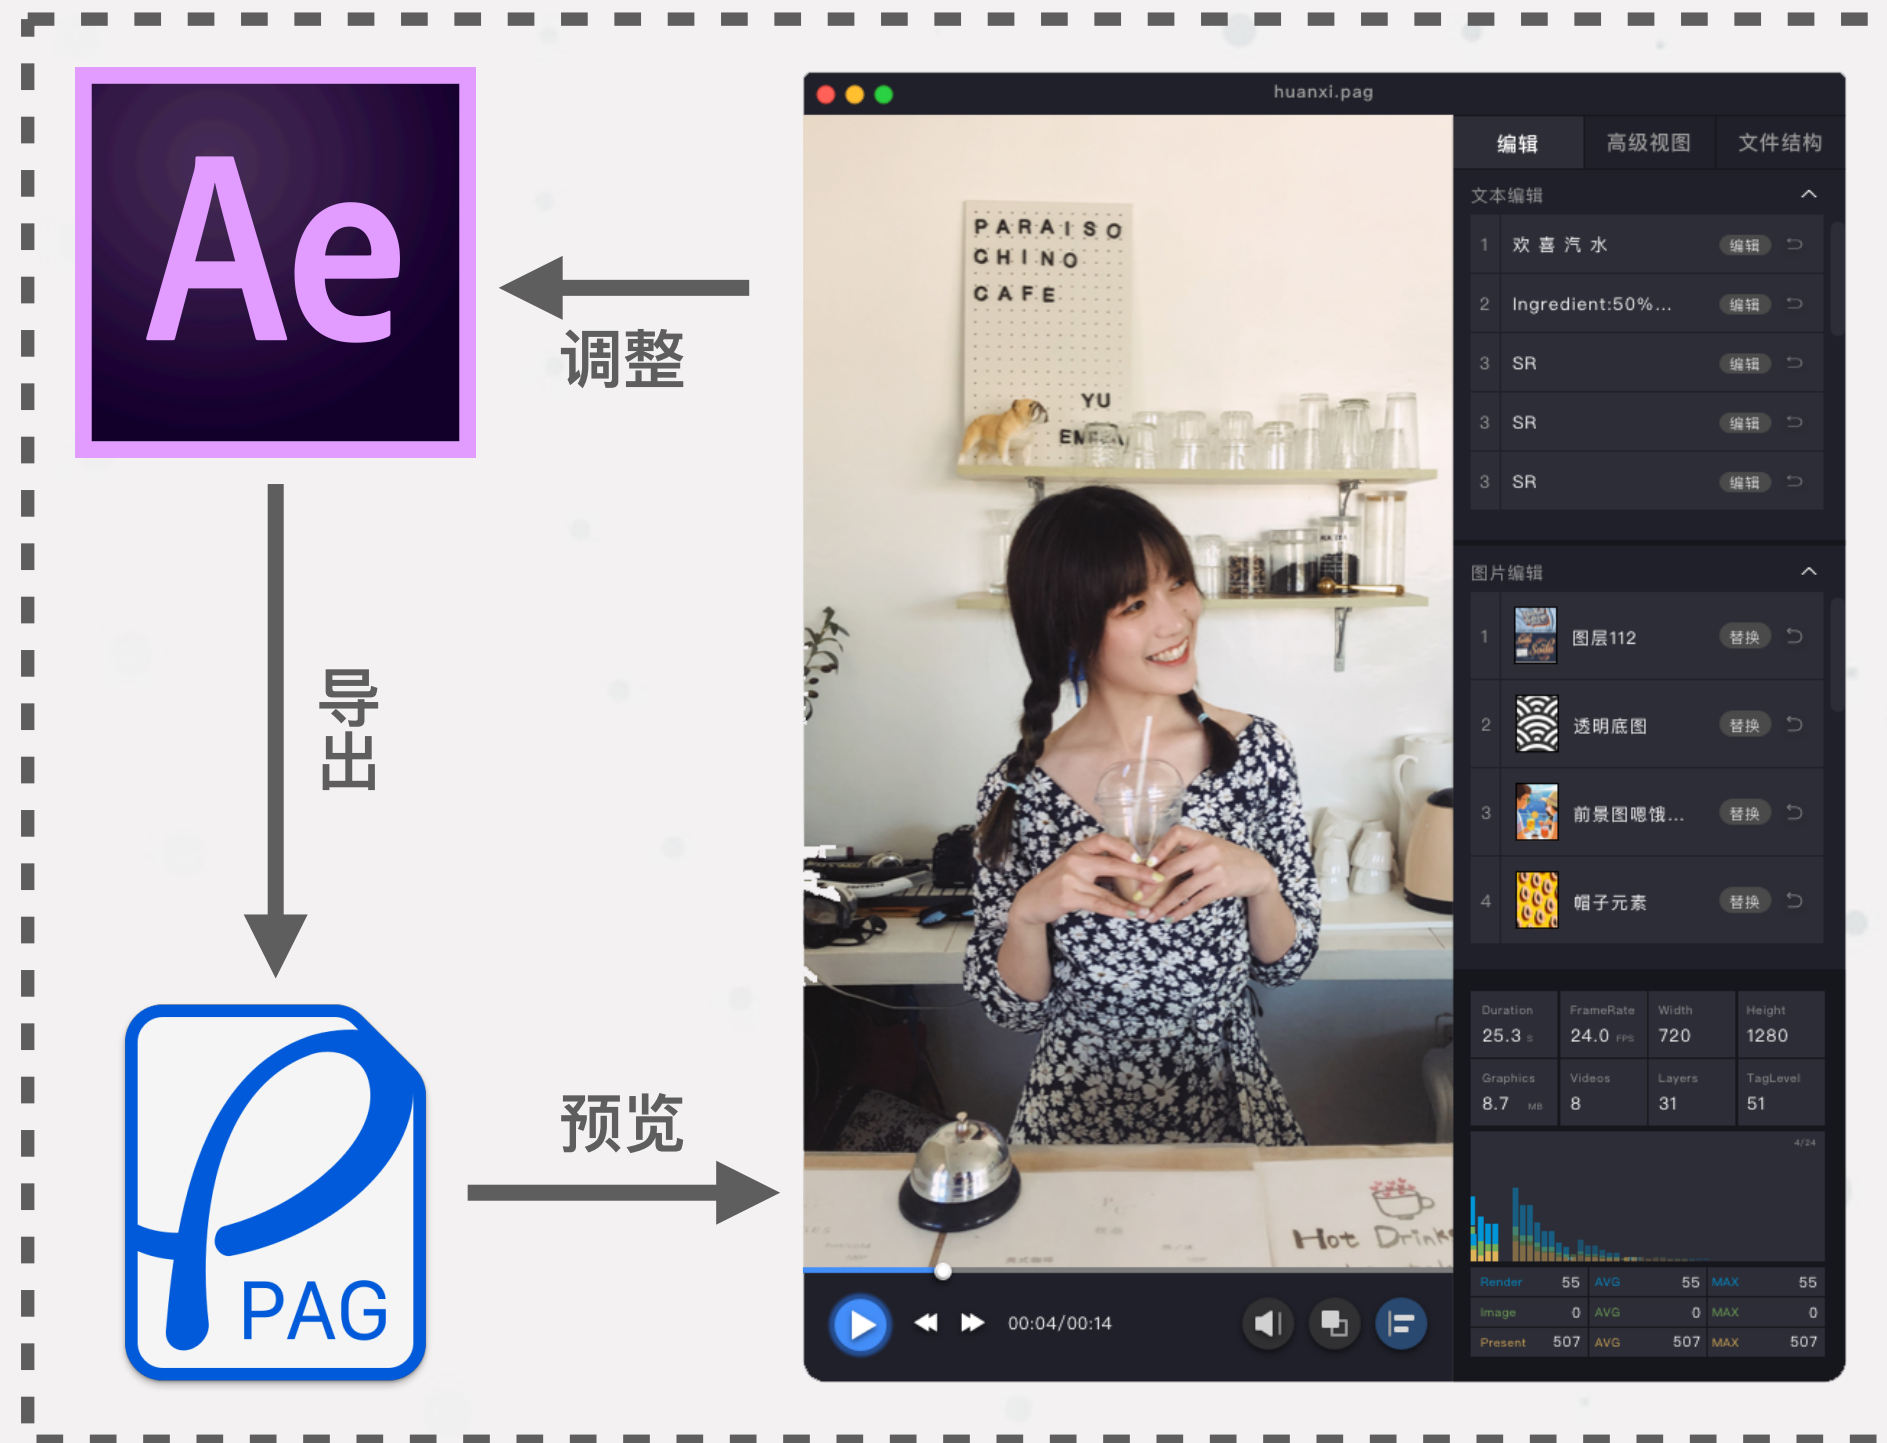 Ae
调整
导出
PAG
预览
huanxi.pag
PARAISO
CHINO
CAFE
YU
Hot Drinks
00:04/00:14
编辑 高级视图 文件结构
文本编辑
1 欢 喜 汽 水 编辑
2 Ingredient:50%... 编辑
3 SR 编辑
3 SR 编辑
3 SR 编辑
图片编辑
1 图层112 替换
2 透明底图 替换
3 前景图嗯饿... 替换
4 帽子元素 替换
Duration FrameRate Width Height
25.3 S 24.0 FPS 720 1280
Graphics Videos Layers TagLevel
8.7 MB 8 31 51
4/24
Render 55 AVG 55 MAX 55
Image 0 AVG 0 MAX 0
Present 507 AVG 507 MAX 507